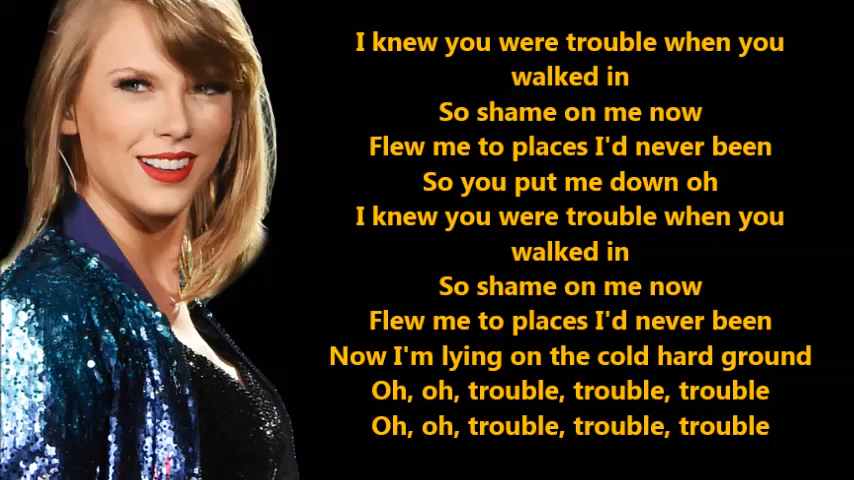 I knew you were trouble when you
walked in
So shame on me now
Flew me to places I'd never been
So you put me down oh
I knew you were trouble when you
walked in
So shame on me now
Flew me to places I'd never been
Now I'm lying on the cold hard ground
Oh, oh, trouble, trouble, trouble
Oh, oh, trouble, trouble, trouble